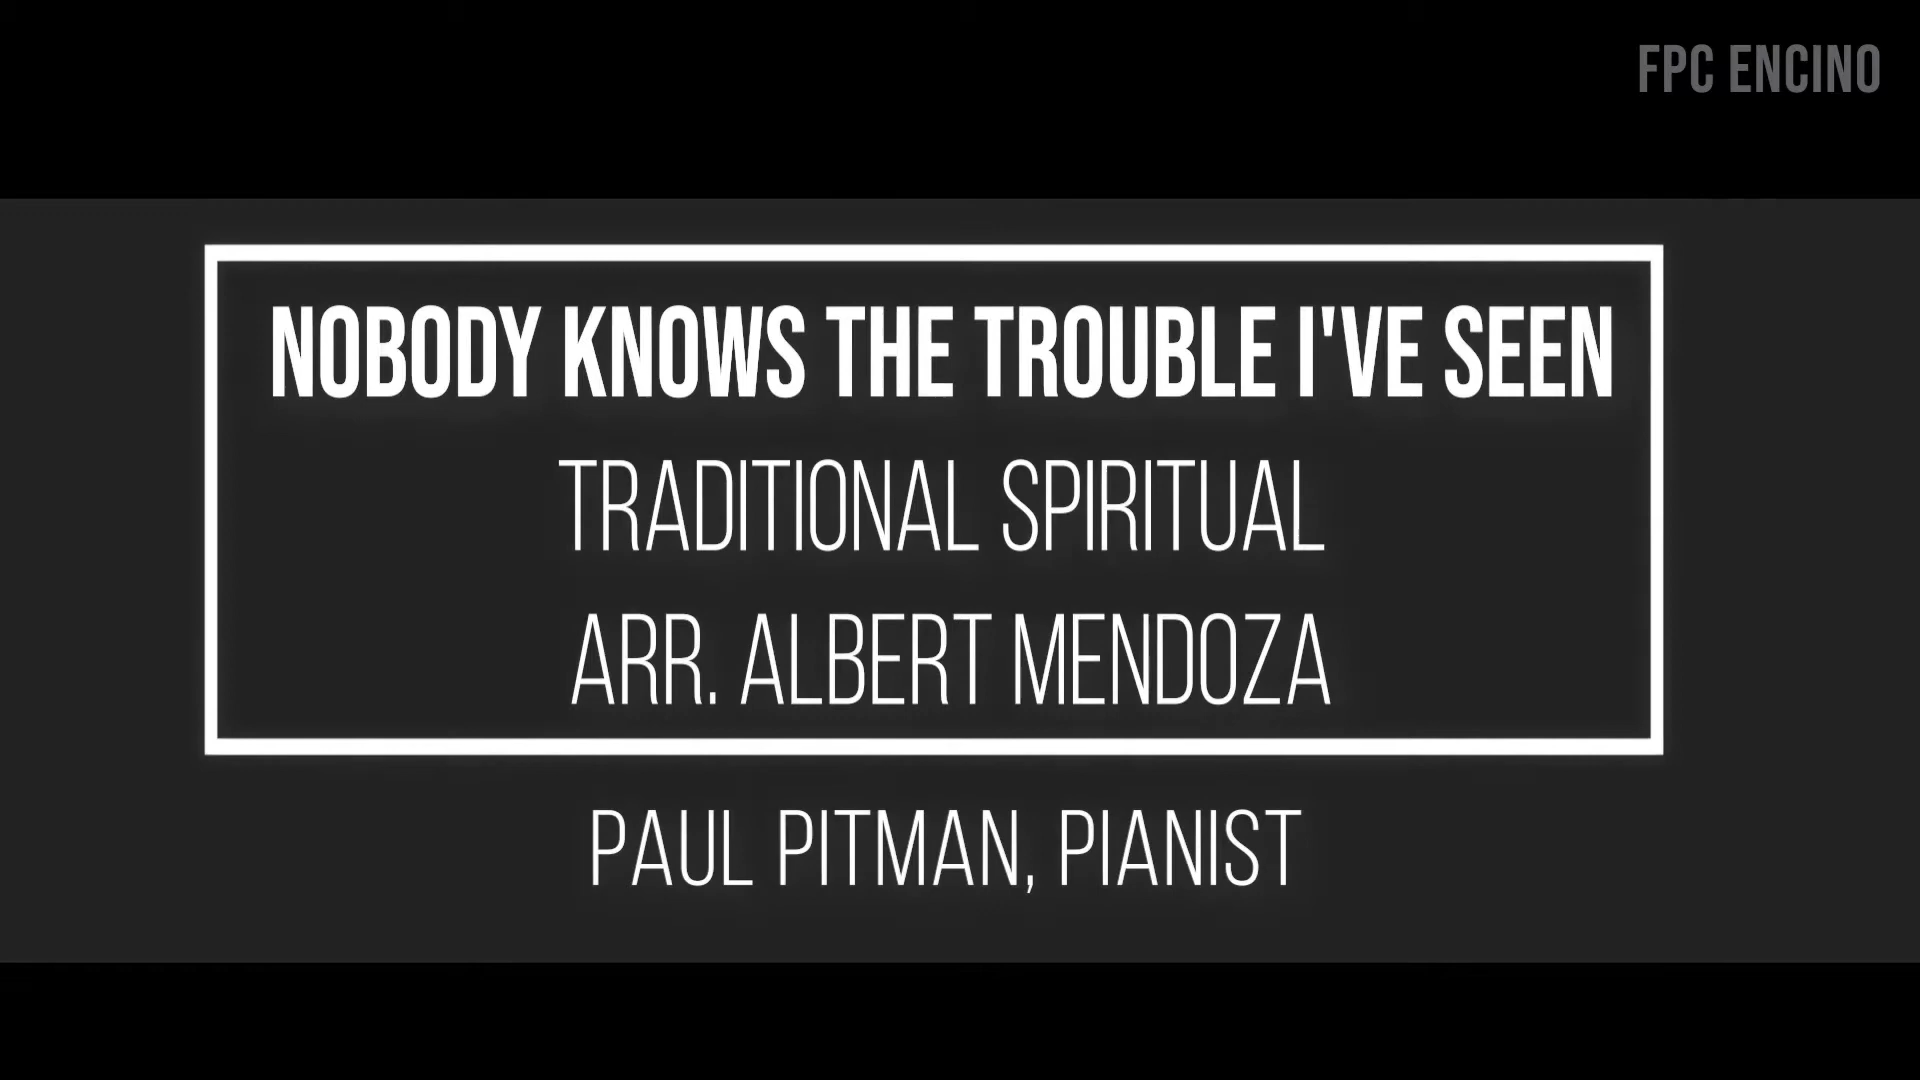 FPC ENCINO
NOBODY KNOWS THE TROUBLE I'VE SEEN
TRADITIONAL SPIRITUAL
ARR. ALBERT MENDOZA
PAUL PITMAN, PIANIST